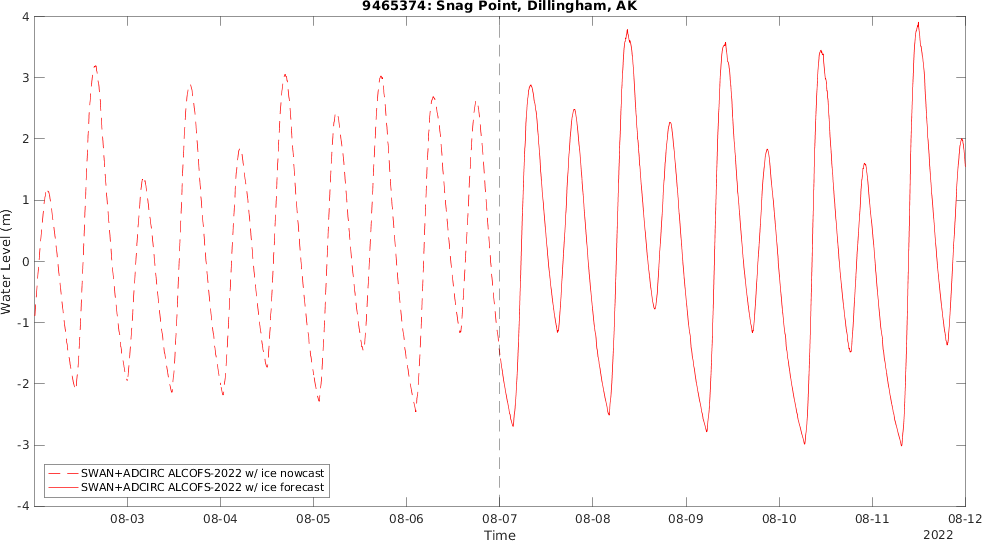 9465374: Snag Point, Dillingham, AK
Water Level (m)
4
3
2
1
0
-1
-2
-3
-4
SWAN+ADCIRC ALCOFS-2022 w/ ice nowcast
SWAN+ADCIRC ALCOFS-2022 w/ ice forecast
08-03 08-04 08-05 08-06 08-07 08-08 08-09 08-10 08-11 08-12
Time
2022